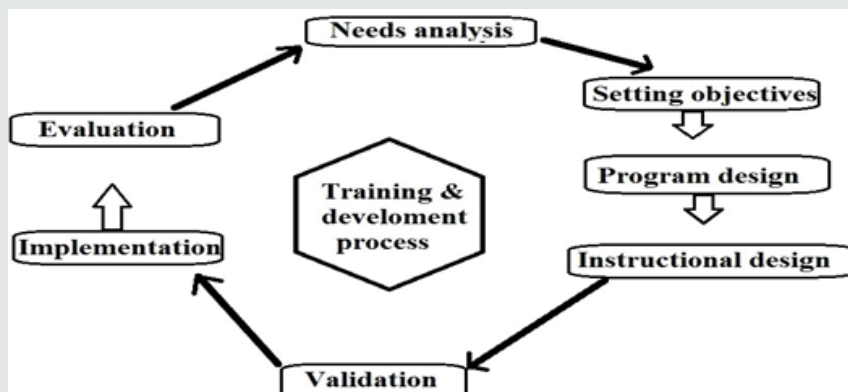 Needs analysis
Setting objectives
Program design
Instructional design
Validation
Implementation
Evaluation
Training &
develoment
process